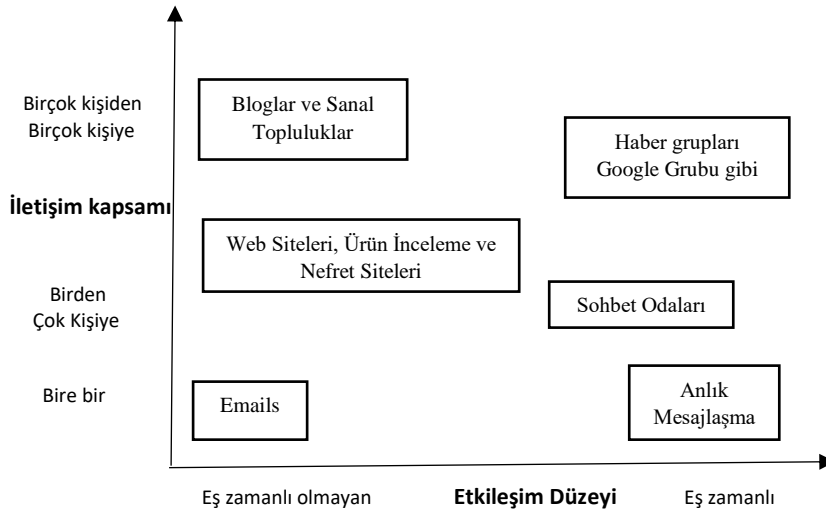 Birçok kişiden
Birçok kişiye
Bloglar ve Sanal
Topluluklar
Haber grupları
Google Grubu gibi
İletişim kapsamı
Web Siteleri, Ürün İnceleme ve
Nefret Siteleri
Birden
Çok Kişiye
Sohbet Odaları
Bire bir
Emails
Anlık
Mesajlaşma
Eş zamanlı olmayan
Etkileşim Düzeyi
Eş zamanlı